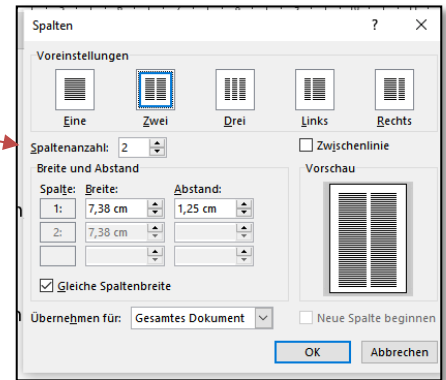 Spalten ? ×
Voreinstellungen
Eine Zwei Drei Links Rechts
Spaltenanzahl: 2 Zwischenlinie
Breite und Abstand Vorschau
Spalte: Breite: Abstand:
1: 7,38 cm 1,25 cm
2: 7,38 cm
Gleiche Spaltenbreite
Übernehmen für: Gesamtes Dokument Neue Spalte beginnen
OK Abbrechen